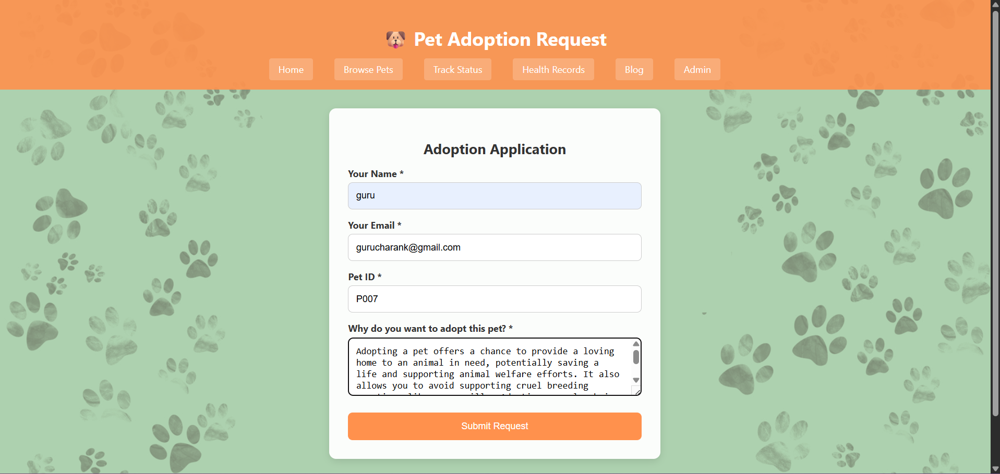 Pet Adoption Request
Home
Browse Pets
Track Status
Health Records
Blog
Admin
Adoption Application
Your Name *
guru
Your Email *
gurucharank@gmail.com
Pet ID *
P007
Why do you want to adopt this pet? *
Adopting a pet offers a chance to provide a loving
home to an animal in need, potentially saving a
life and supporting animal welfare efforts. It also
allows you to avoid supporting cruel breeding
Submit Request